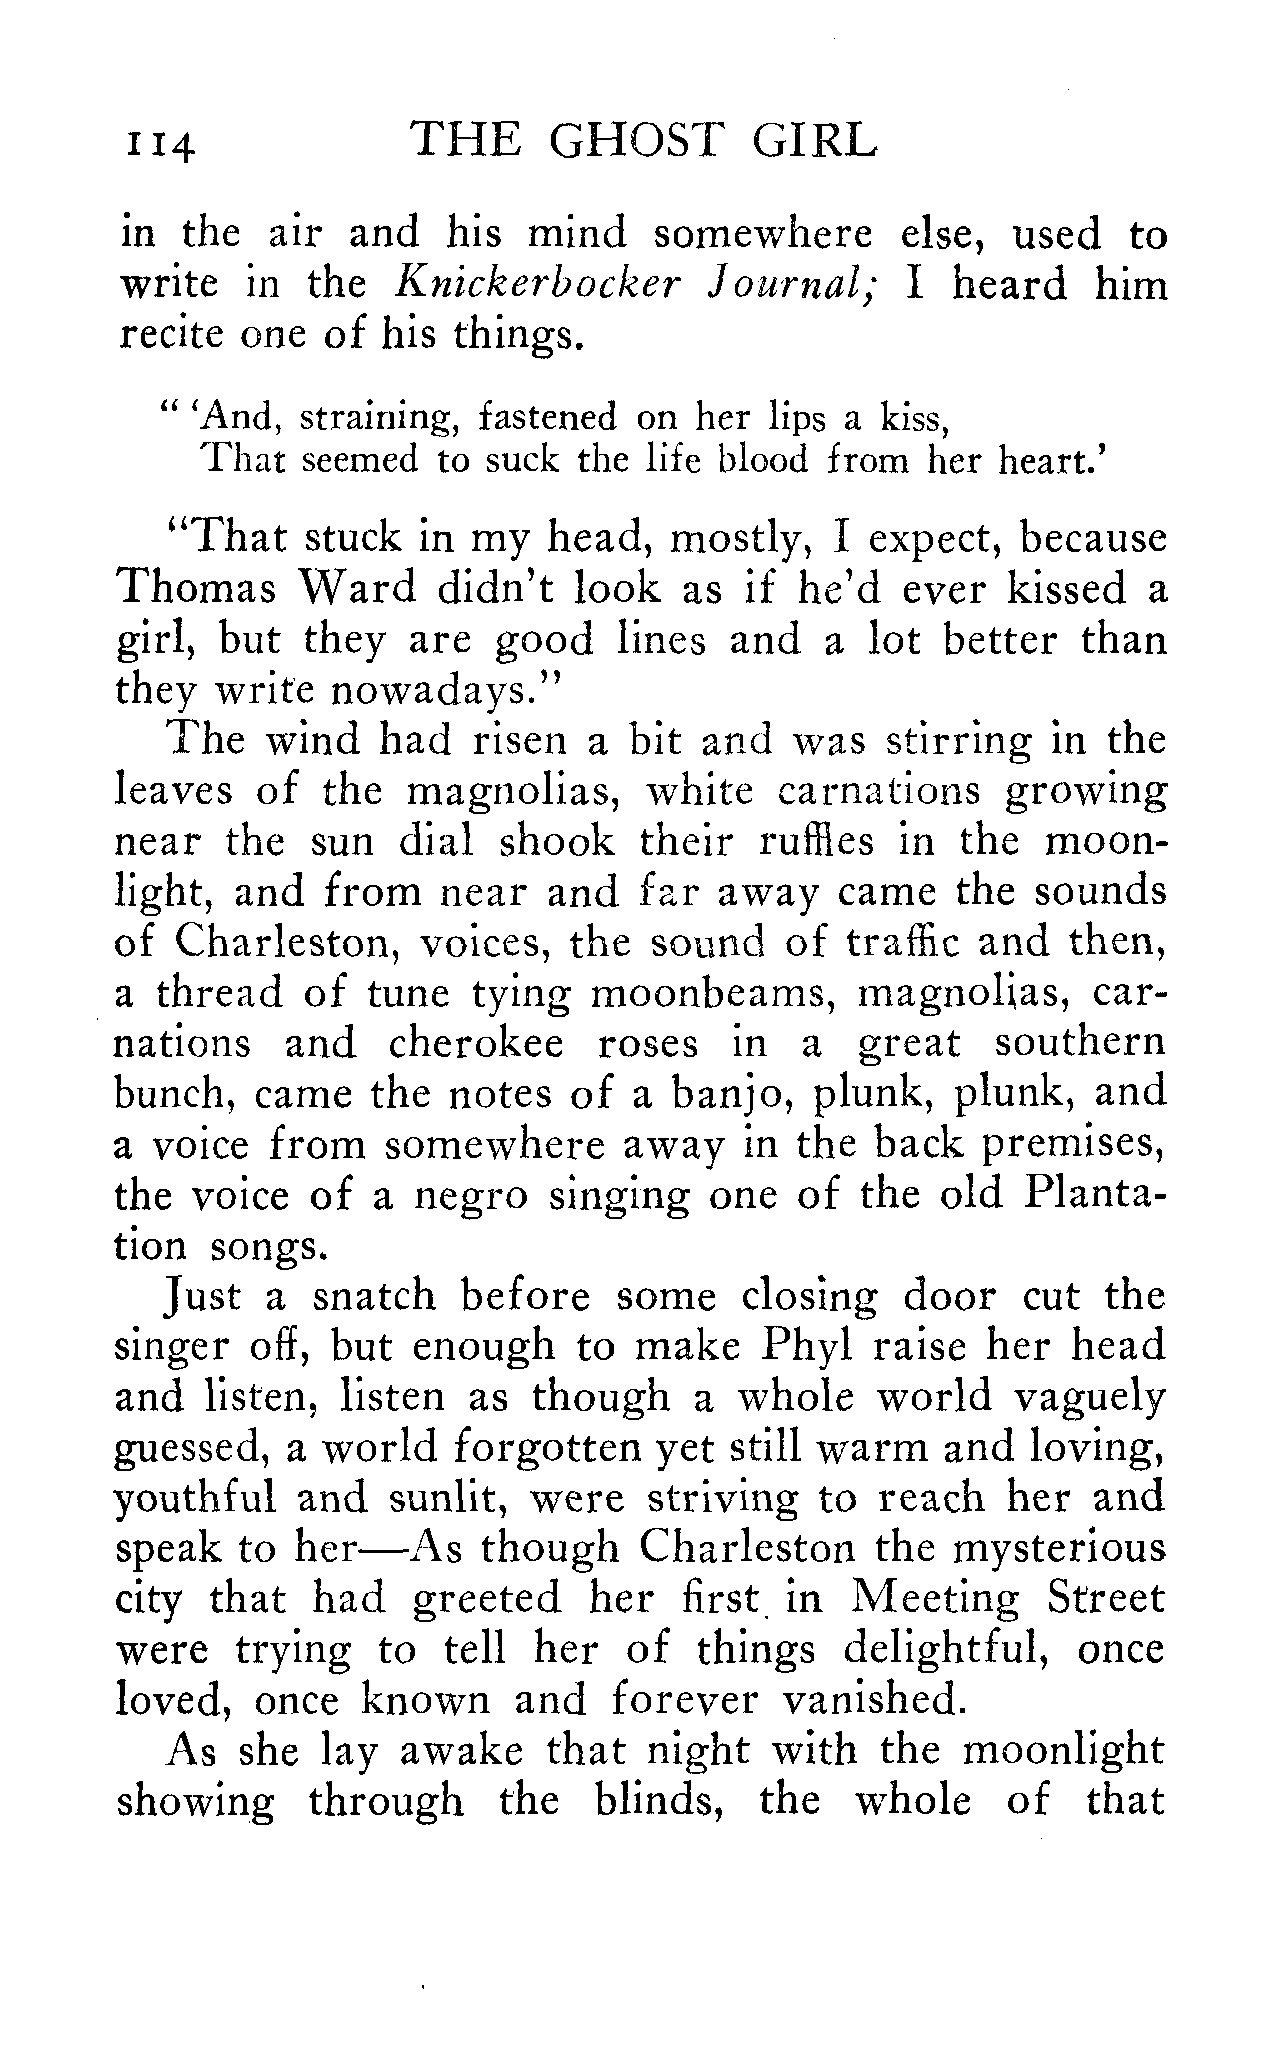 114 THE GHOST GIRL
in the air and his mind somewhere else, used to
write in the Knickerbocker Journal; I heard him
recite one of his things.
" 'And, straining, fastened on her lips a kiss,
That seemed to suck the life blood from her heart.'
"That stuck in my head, mostly, I expect, because
Thomas Ward didn't look as if he'd ever kissed a
girl, but they are good lines and a lot better than
they write nowadays."
The wind had risen a bit and was stirring in the
leaves of the magnolias, white carnations growing
near the sun dial shook their ruffles in the moon-
light, and from near and far away came the sounds
of Charleston, voices, the sound of traffic and then,
a thread of tune tying moonbeams, magnolias, car-
nations and cherokee roses in a great southern
bunch, came the notes of a banjo, plunk, plunk, and
a voice from somewhere away in the back premises,
the voice of a negro singing one of the old Planta-
tion songs.
Just a snatch before some closing door cut the
singer off, but enough to make Phyl raise her head
and listen, listen as though a whole world vaguely
guessed, a world forgotten yet still warm and loving,
youthful and sunlit, were striving to reach her and
speak to her—As though Charleston the mysterious
city that had greeted her first in Meeting Street
were trying to tell her of things delightful, once
loved, once known and forever vanished.
As she lay awake that night with the moonlight
showing through the blinds, the whole of that